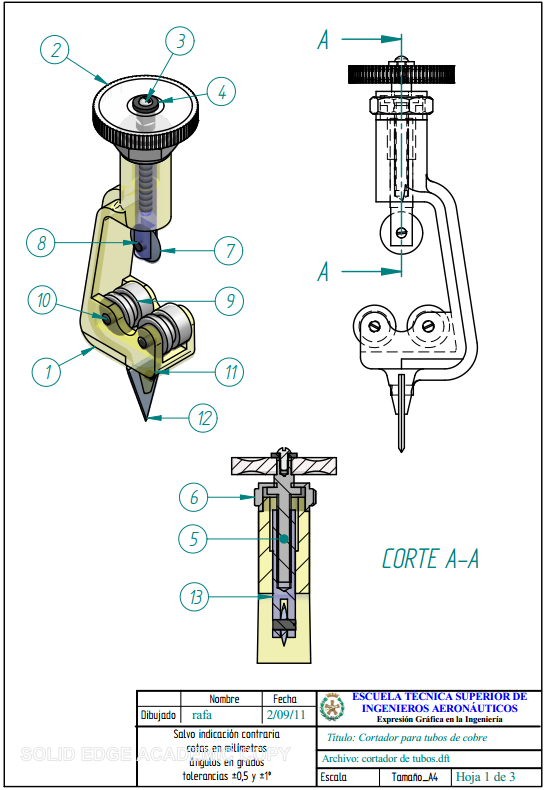 3
2
4
A
8
7
10
9
A
1
11
12
6
5
CORTE A-A
13
Nombre
Fecha
ESCUELA TÉCNICA SUPERIOR DE
INGENIEROS AERONÁUTICOS
Expresión Gráfica en la Ingeniería
Dibujado
rafa
2/09/11
Salvo indicación contraria
cotas en milímetros
ángulos en grados
tolerancias ±0,5 y ±1º
Título: Cortador para tubos de cobre
SOLID EDGE ACADEMIC COPY
Archivo: cortador de tubos.dft
Escala
Tamaño_A4
Hoja 1 de 3